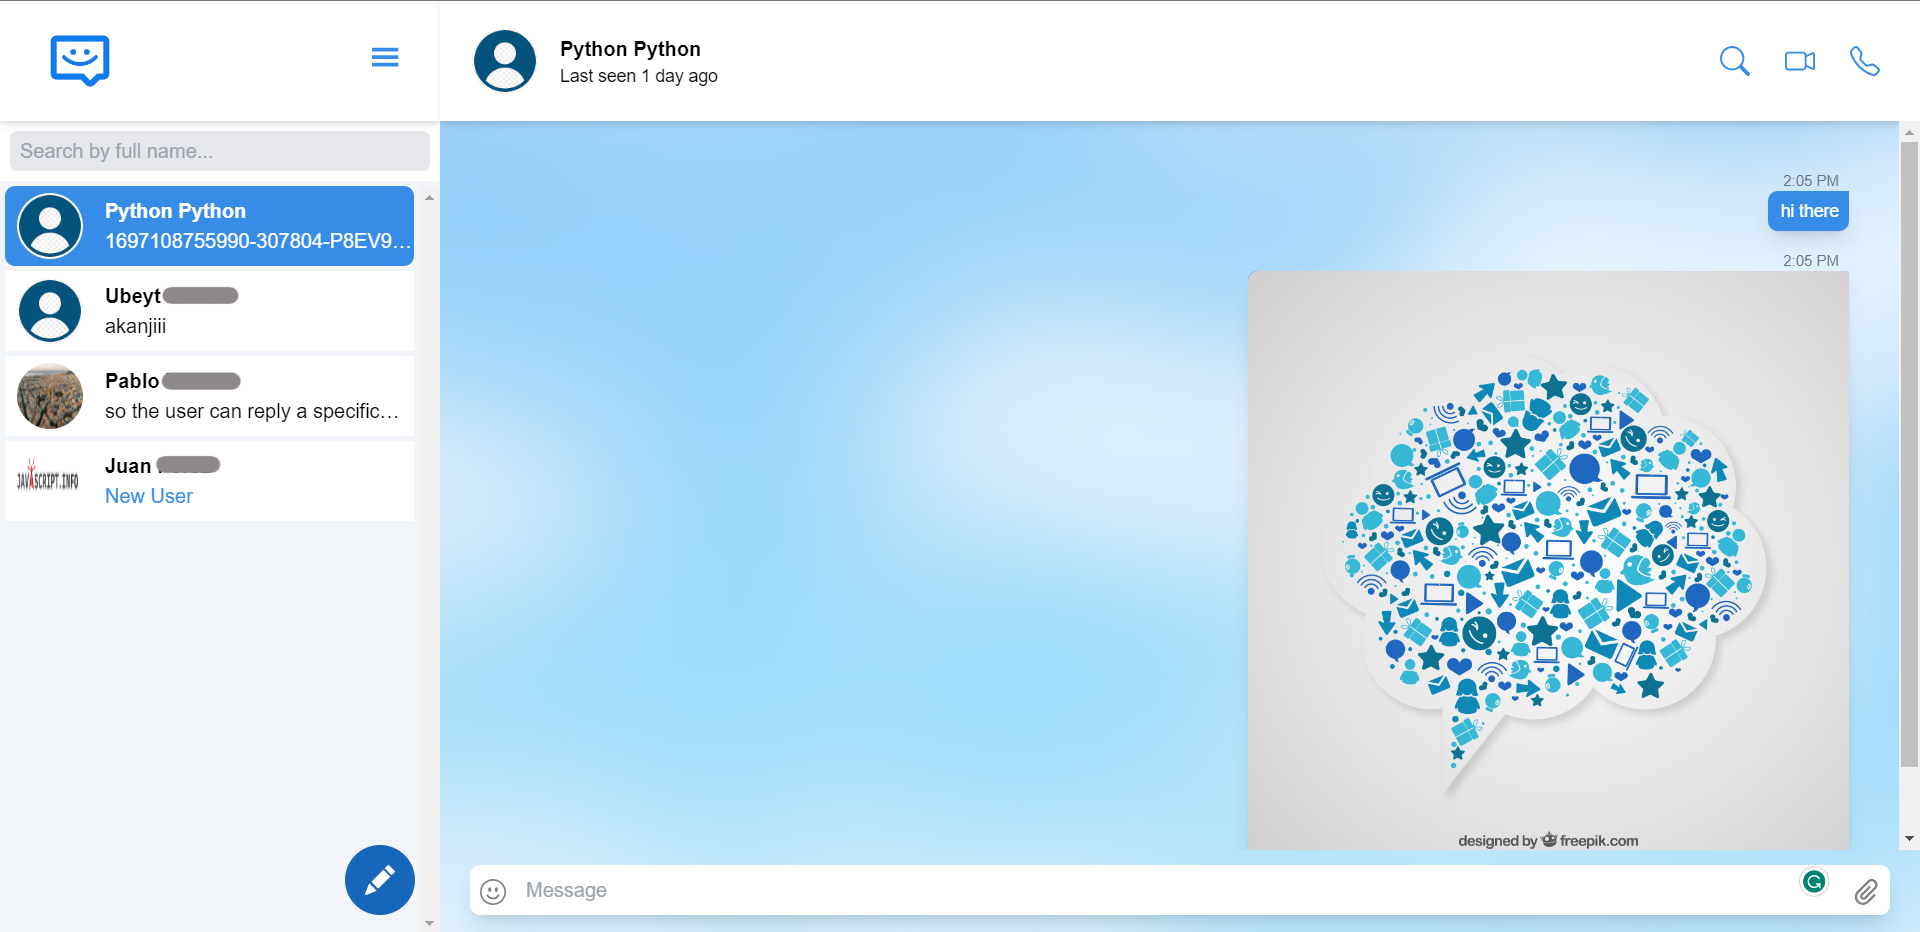 Python Python
Last seen 1 day ago
Search by full name...
Python Python
1697108755990-307804-P8EV9...
Ubeyt
akanjiii
Pablo
so the user can reply a specific...
JAVASCRIPT.INFO
Juan
New User
2:05 PM
hi there
2:05 PM
designed by freepik.com
Message
G